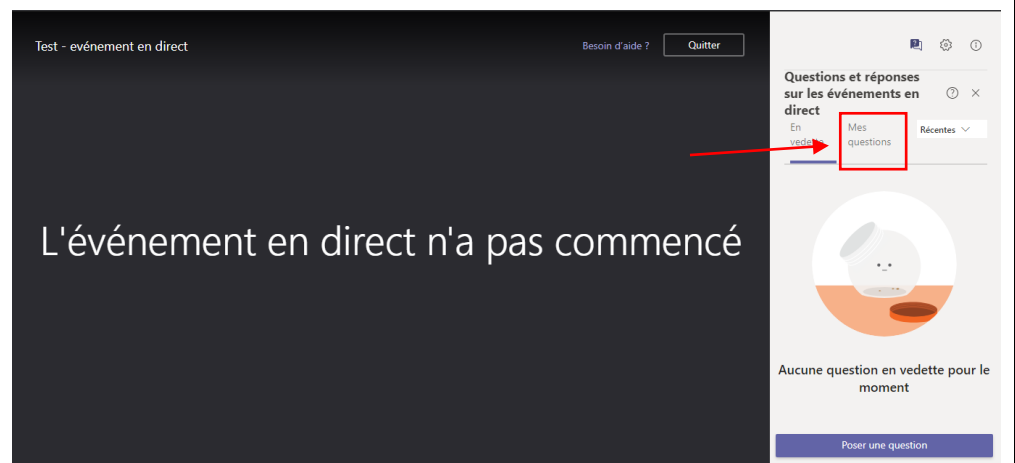 Test - evénement en direct
Besoin d'aide ?
Quitter
L'événement en direct n'a pas commencé
Questions et réponses
sur les événements en
direct
En
vedette
Mes
questions
Récentes
Aucune question en vedette pour le
moment
Poser une question